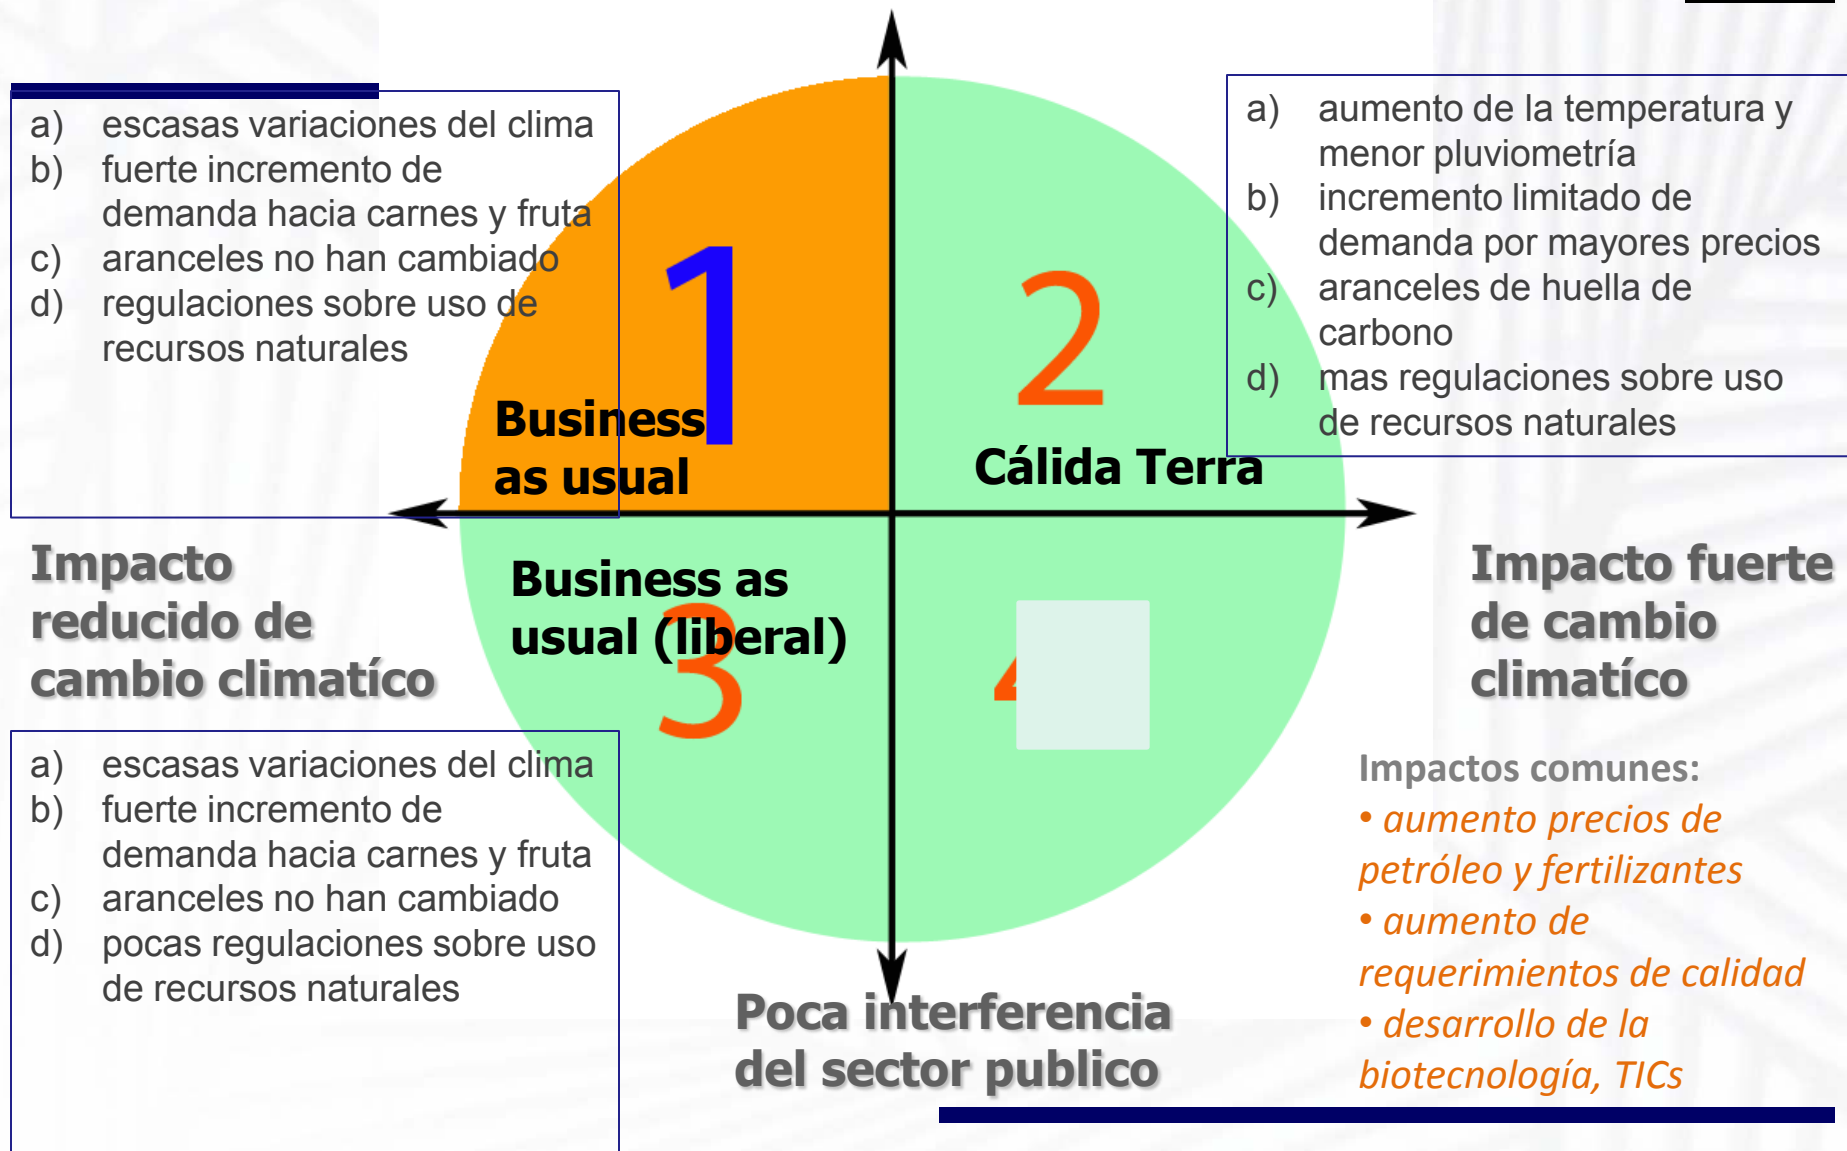 a) escasas variaciones del clima
b) fuerte incremento de
demanda hacia carnes y fruta
c) aranceles no han cambiado
d) regulaciones sobre uso de
recursos naturales
1
Business
as usual
2
Cálida Terra
a) aumento de la temperatura y
menor pluviometría
b) incremento limitado de
demanda por mayores precios
c) aranceles de huella de
carbono
d) mas regulaciones sobre uso
de recursos naturales
Impacto
reducido de
cambio climatíco
Business as
usual (liberal)
3
Impacto fuerte
de cambio
climatíco
a) escasas variaciones del clima
b) fuerte incremento de
demanda hacia carnes y fruta
c) aranceles no han cambiado
d) pocas regulaciones sobre uso
de recursos naturales
Poca interferencia
del sector publico
Impactos comunes:
• aumento precios de
petróleo y fertilizantes
• aumento de
requerimientos de calidad
• desarrollo de la
biotecnología, TICs